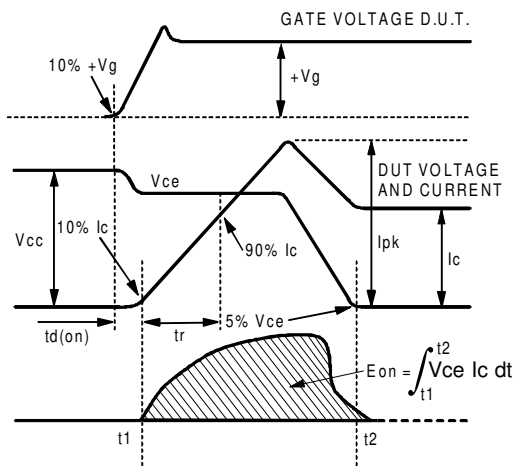 GATE VOLTAGE D.U.T.
10% +Vg
+Vg
Vce
DUT VOLTAGE
AND CURRENT
Vcc
10% Ic
90% Ic
Ipk
Ic
td(on)
tr
5% Vce
Eon = ∫ Vce Ic dt
t2
t1
t1
t2